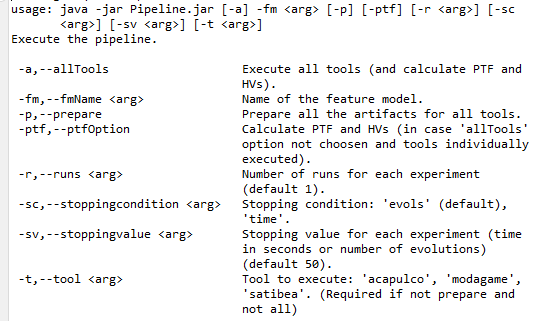 usage: java -jar Pipeline.jar [-a] -fm <arg> [-p] [-ptf] [-r <arg>] [-sc
<arg>] [-sv <arg>] [-t <arg>]
Execute the pipeline.
-a,--allTools Execute all tools (and calculate PTF and
HVs).
-fm,--fmName <arg> Name of the feature model.
-p,--prepare Prepare all the artifacts for all tools.
-ptf,--ptfOption Calculate PTF and HVs (in case 'allTools'
option not choosen and tools individually
executed).
-r,--runs <arg> Number of runs for each experiment
(default 1).
-sc,--stoppingcondition <arg> Stopping condition: 'evols' (default),
'time'.
-sv,--stoppingvalue <arg> Stopping value for each experiment (time
in seconds or number of evolutions)
(default 50).
-t,--tool <arg> Tool to execute: 'acapulco', 'modagame',
'satibea'. (Required if not prepare and
not all)